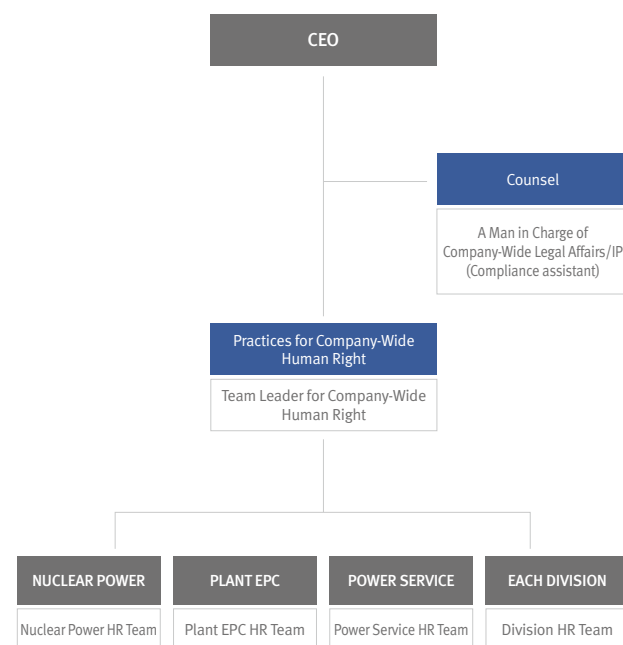 CEO
Counsel
A Man in Charge of
Company-Wide Legal Affairs/IP
(Compliance assistant)
Practices for Company-Wide
Human Right
Team Leader for Company-Wide
Human Right
NUCLEAR POWER
PLANT EPC
POWER SERVICE
EACH DIVISION
Nuclear Power HR Team
Plant EPC HR Team
Power Service HR Team
Division HR Team